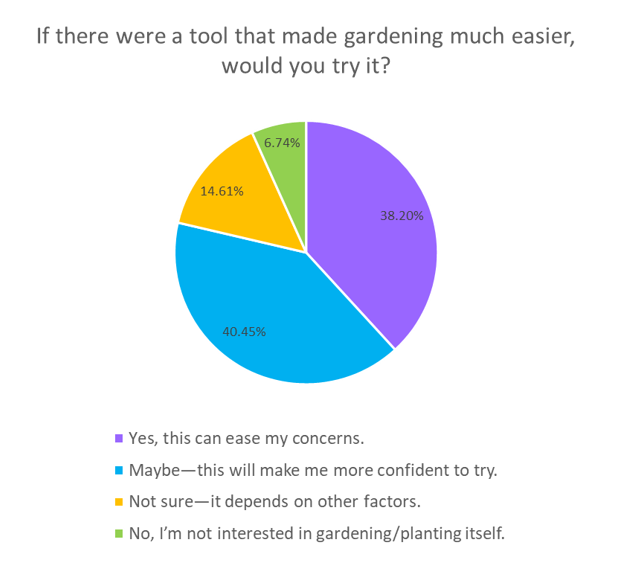 If there were a tool that made gardening much easier,
would you try it?
6.74%
14.61%
38.20%
40.45%
Yes, this can ease my concerns.
Maybe—this will make me more confident to try.
Not sure—it depends on other factors.
No, I’m not interested in gardening/planting itself.